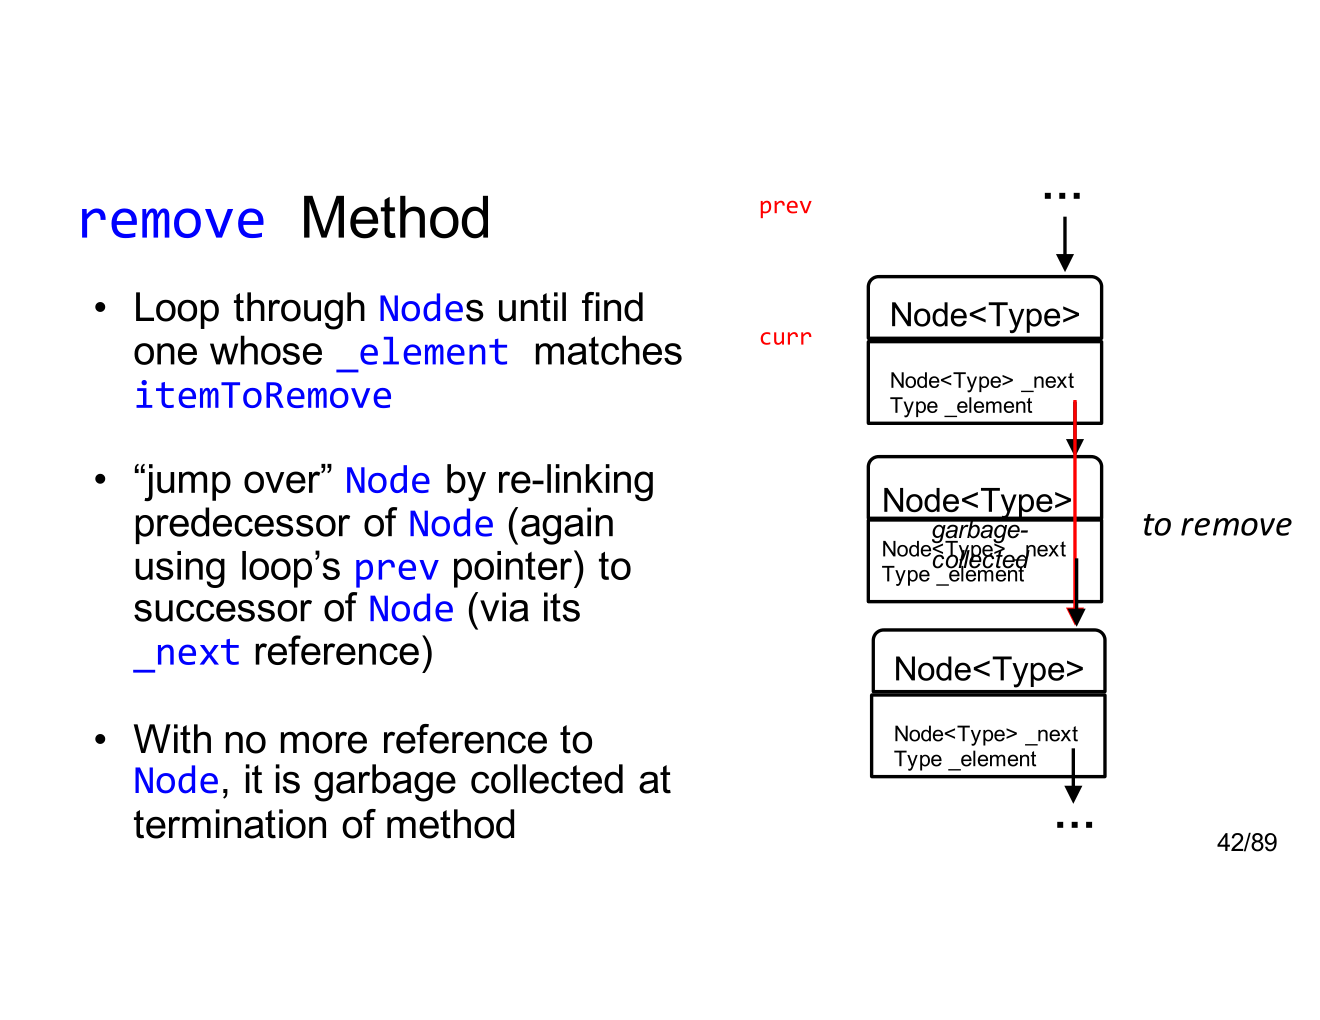 remove Method
• Loop through Nodes until find
one whose _element matches
itemToRemove
• “jump over” Node by re-linking
predecessor of Node (again
using loop’s prev pointer) to
successor of Node (via its
_next reference)
• With no more reference to
Node, it is garbage collected at
termination of method
prev
curr
...
Node<Type>
Node<Type> _next
Type _element
Node<Type>
garbage-
collected
Node<Type> _next
Type _element
to remove
Node<Type>
Node<Type> _next
Type _element
...
42/89